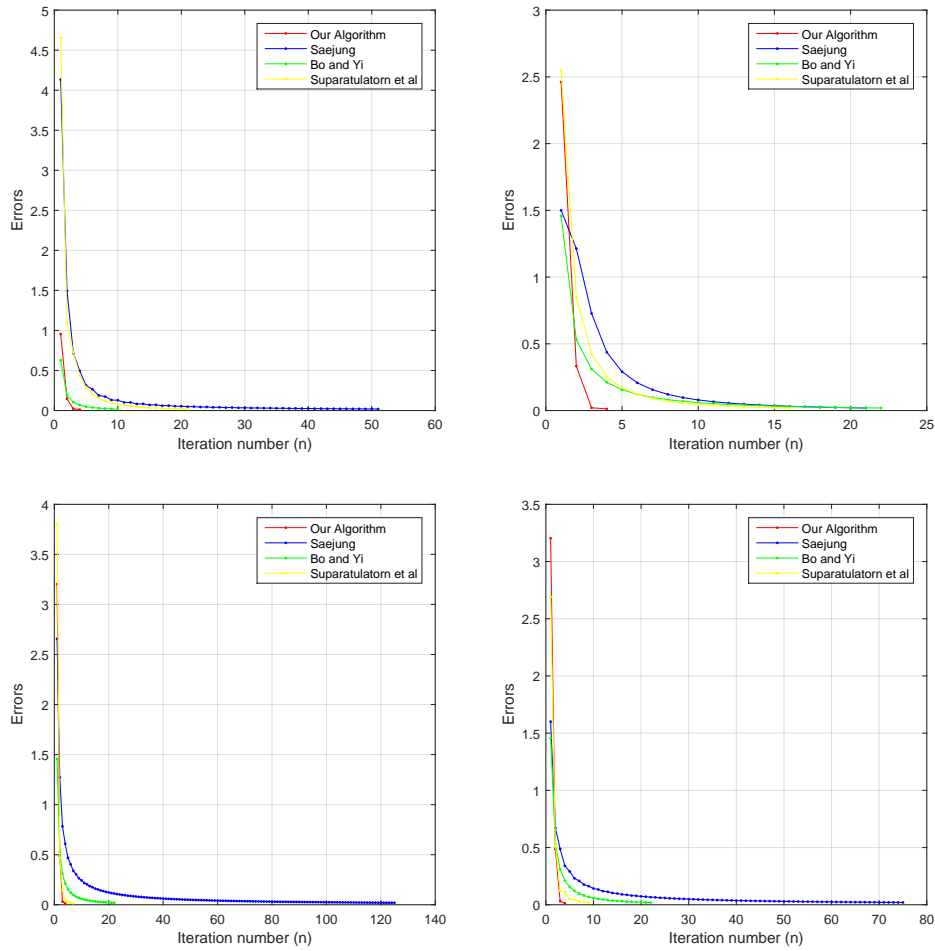 5
4.5
4
3.5
3
2.5
2
1.5
1
0.5
0
Errors
0
10
20
30
40
50
60
Iteration number (n)
Our Algorithm
Saejung
Bo and Yi
Suparatulatorn et al
3
2.5
2
1.5
1
0.5
0
Errors
0
5
10
15
20
25
Iteration number (n)
Our Algorithm
Saejung
Bo and Yi
Suparatulatorn et al
4
3.5
3
2.5
2
1.5
1
0.5
0
Errors
0
20
40
60
80
100
120
140
Iteration number (n)
Our Algorithm
Saejung
Bo and Yi
Suparatulatorn et al
3.5
3
2.5
2
1.5
1
0.5
0
Errors
0
10
20
30
40
50
60
70
80
Iteration number (n)
Our Algorithm
Saejung
Bo and Yi
Suparatulatorn et al